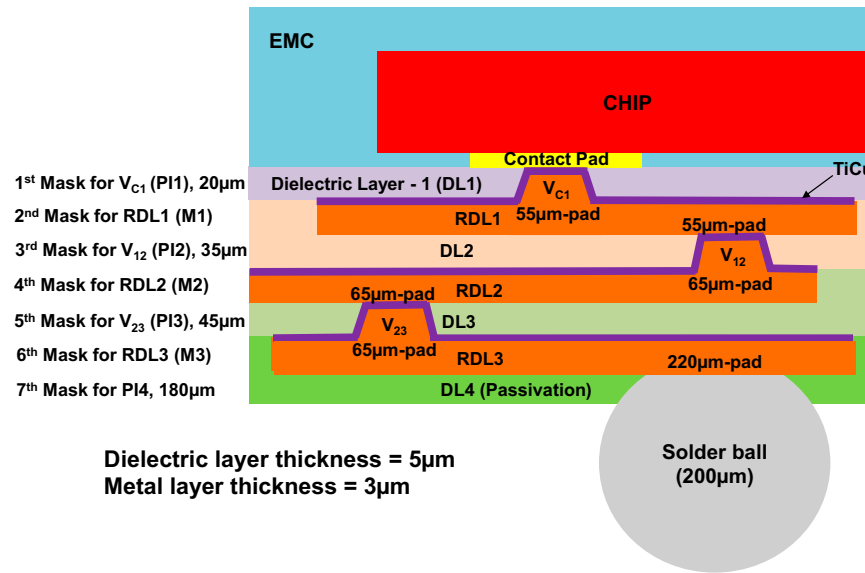 EMC
CHIP
Contact Pad
TiCu
1st Mask for VC1 (PI1), 20μm
Dielectric Layer - 1 (DL1)
VC1
55μm-pad
2nd Mask for RDL1 (M1)
RDL1
55μm-pad
3rd Mask for V12 (PI2), 35μm
DL2
V12
65μm-pad
4th Mask for RDL2 (M2)
65μm-pad
RDL2
5th Mask for V23 (PI3), 45μm
V23
DL3
65μm-pad
6th Mask for RDL3 (M3)
RDL3
220μm-pad
7th Mask for PI4, 180μm
DL4 (Passivation)
Dielectric layer thickness = 5μm
Metal layer thickness = 3μm
Solder ball
(200μm)